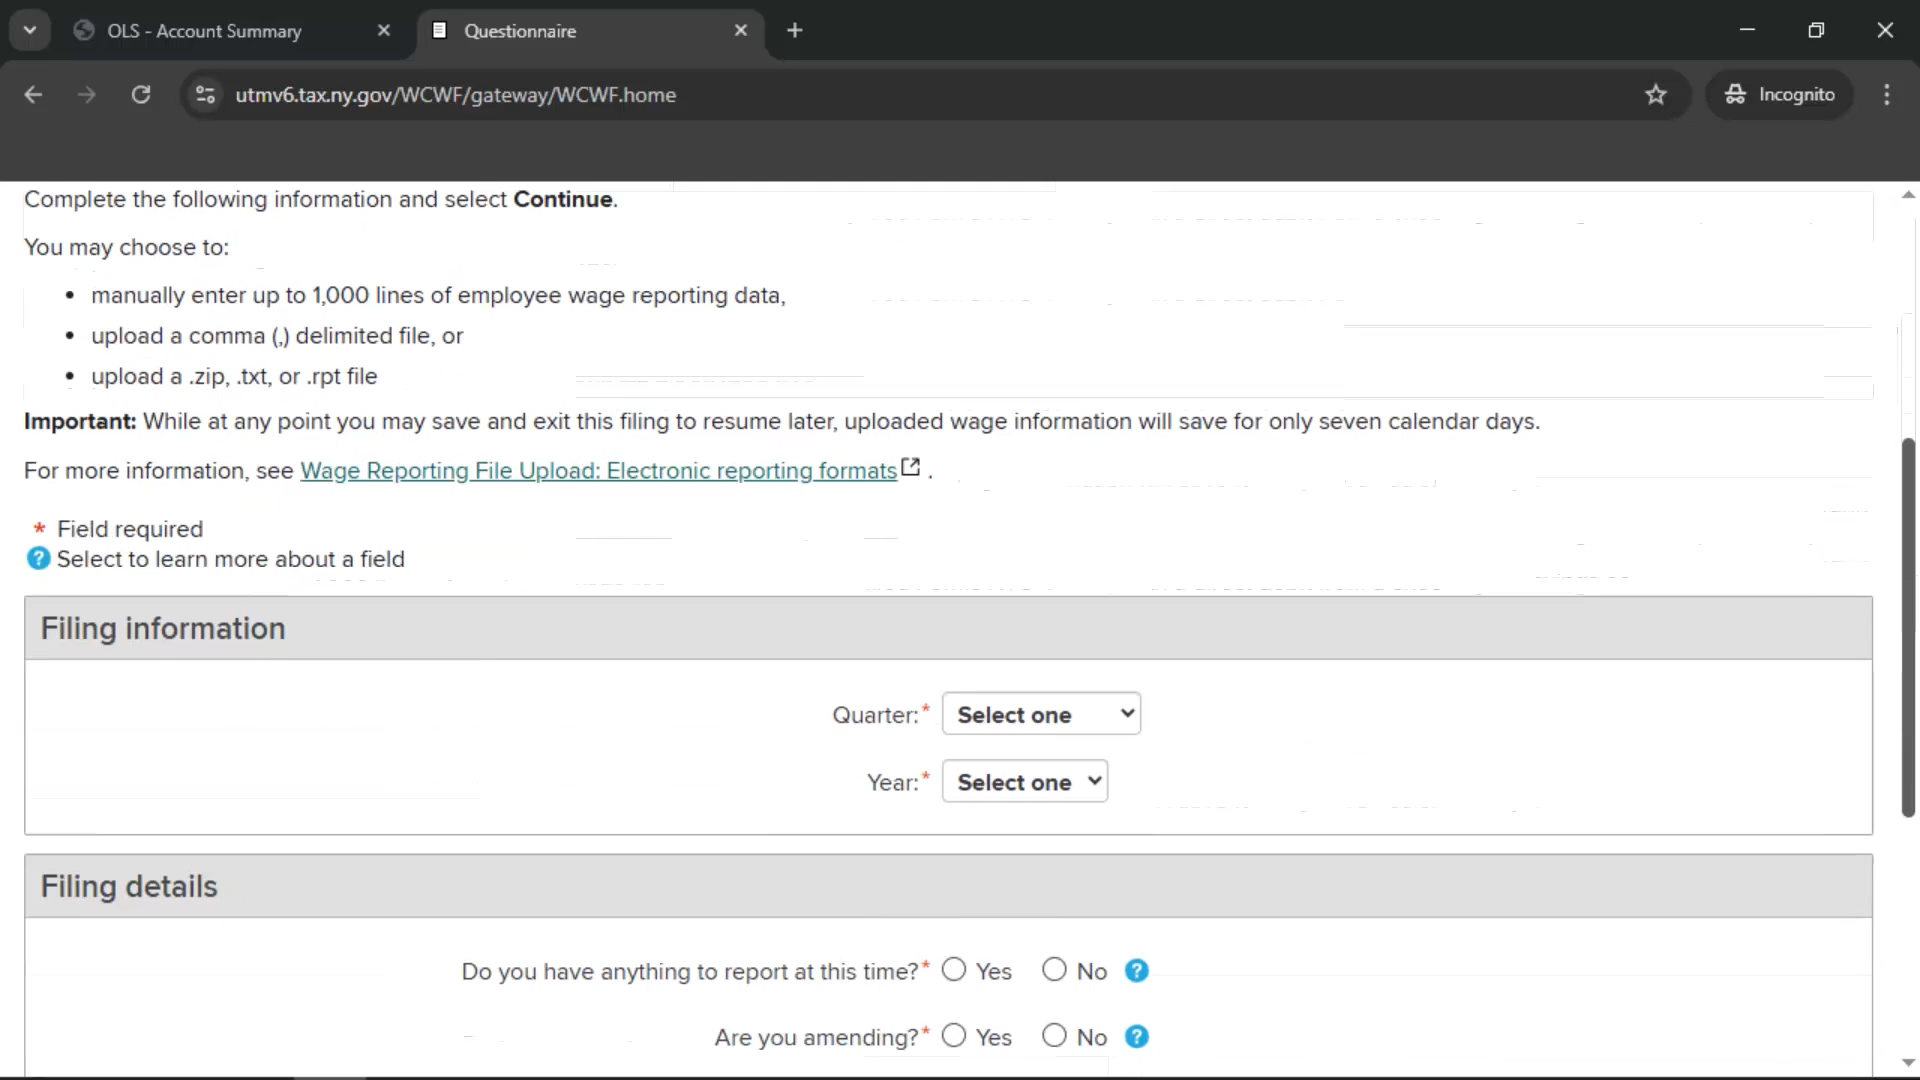 OLS - Account Summary
Questionnaire
utmv6.tax.ny.gov/WCWF/gateway/WCWF.home
Incognito
Complete the following information and select Continue.
You may choose to:
• manually enter up to 1,000 lines of employee wage reporting data,
• upload a comma (,) delimited file, or
• upload a .zip, .txt, or .rpt file
Important: While at any point you may save and exit this filing to resume later, uploaded wage information will save for only seven calendar days.
For more information, see Wage Reporting File Upload: Electronic reporting formats .
* Field required
? Select to learn more about a field
Filing information
Quarter:* Select one
Year:* Select one
Filing details
Do you have anything to report at this time?* Yes No ?
Are you amending?* Yes No ?